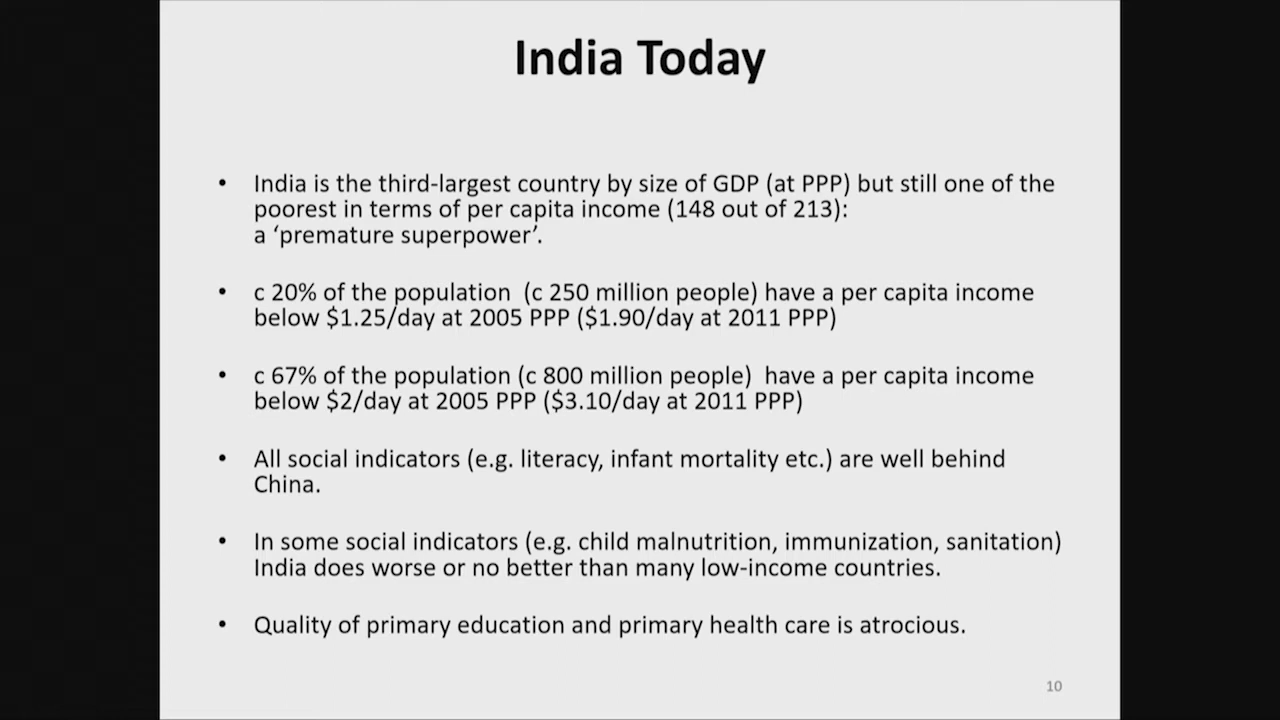 India Today
• India is the third-largest country by size of GDP (at PPP) but still one of the
poorest in terms of per capita income (148 out of 213):
a ‘premature superpower’.
• c 20% of the population  (c 250 million people) have a per capita income
below $1.25/day at 2005 PPP ($1.90/day at 2011 PPP)
• c 67% of the population (c 800 million people)  have a per capita income
below $2/day at 2005 PPP ($3.10/day at 2011 PPP)
• All social indicators (e.g. literacy, infant mortality etc.) are well behind
China.
• In some social indicators (e.g. child malnutrition, immunization, sanitation)
India does worse or no better than many low-income countries.
• Quality of primary education and primary health care is atrocious.
10